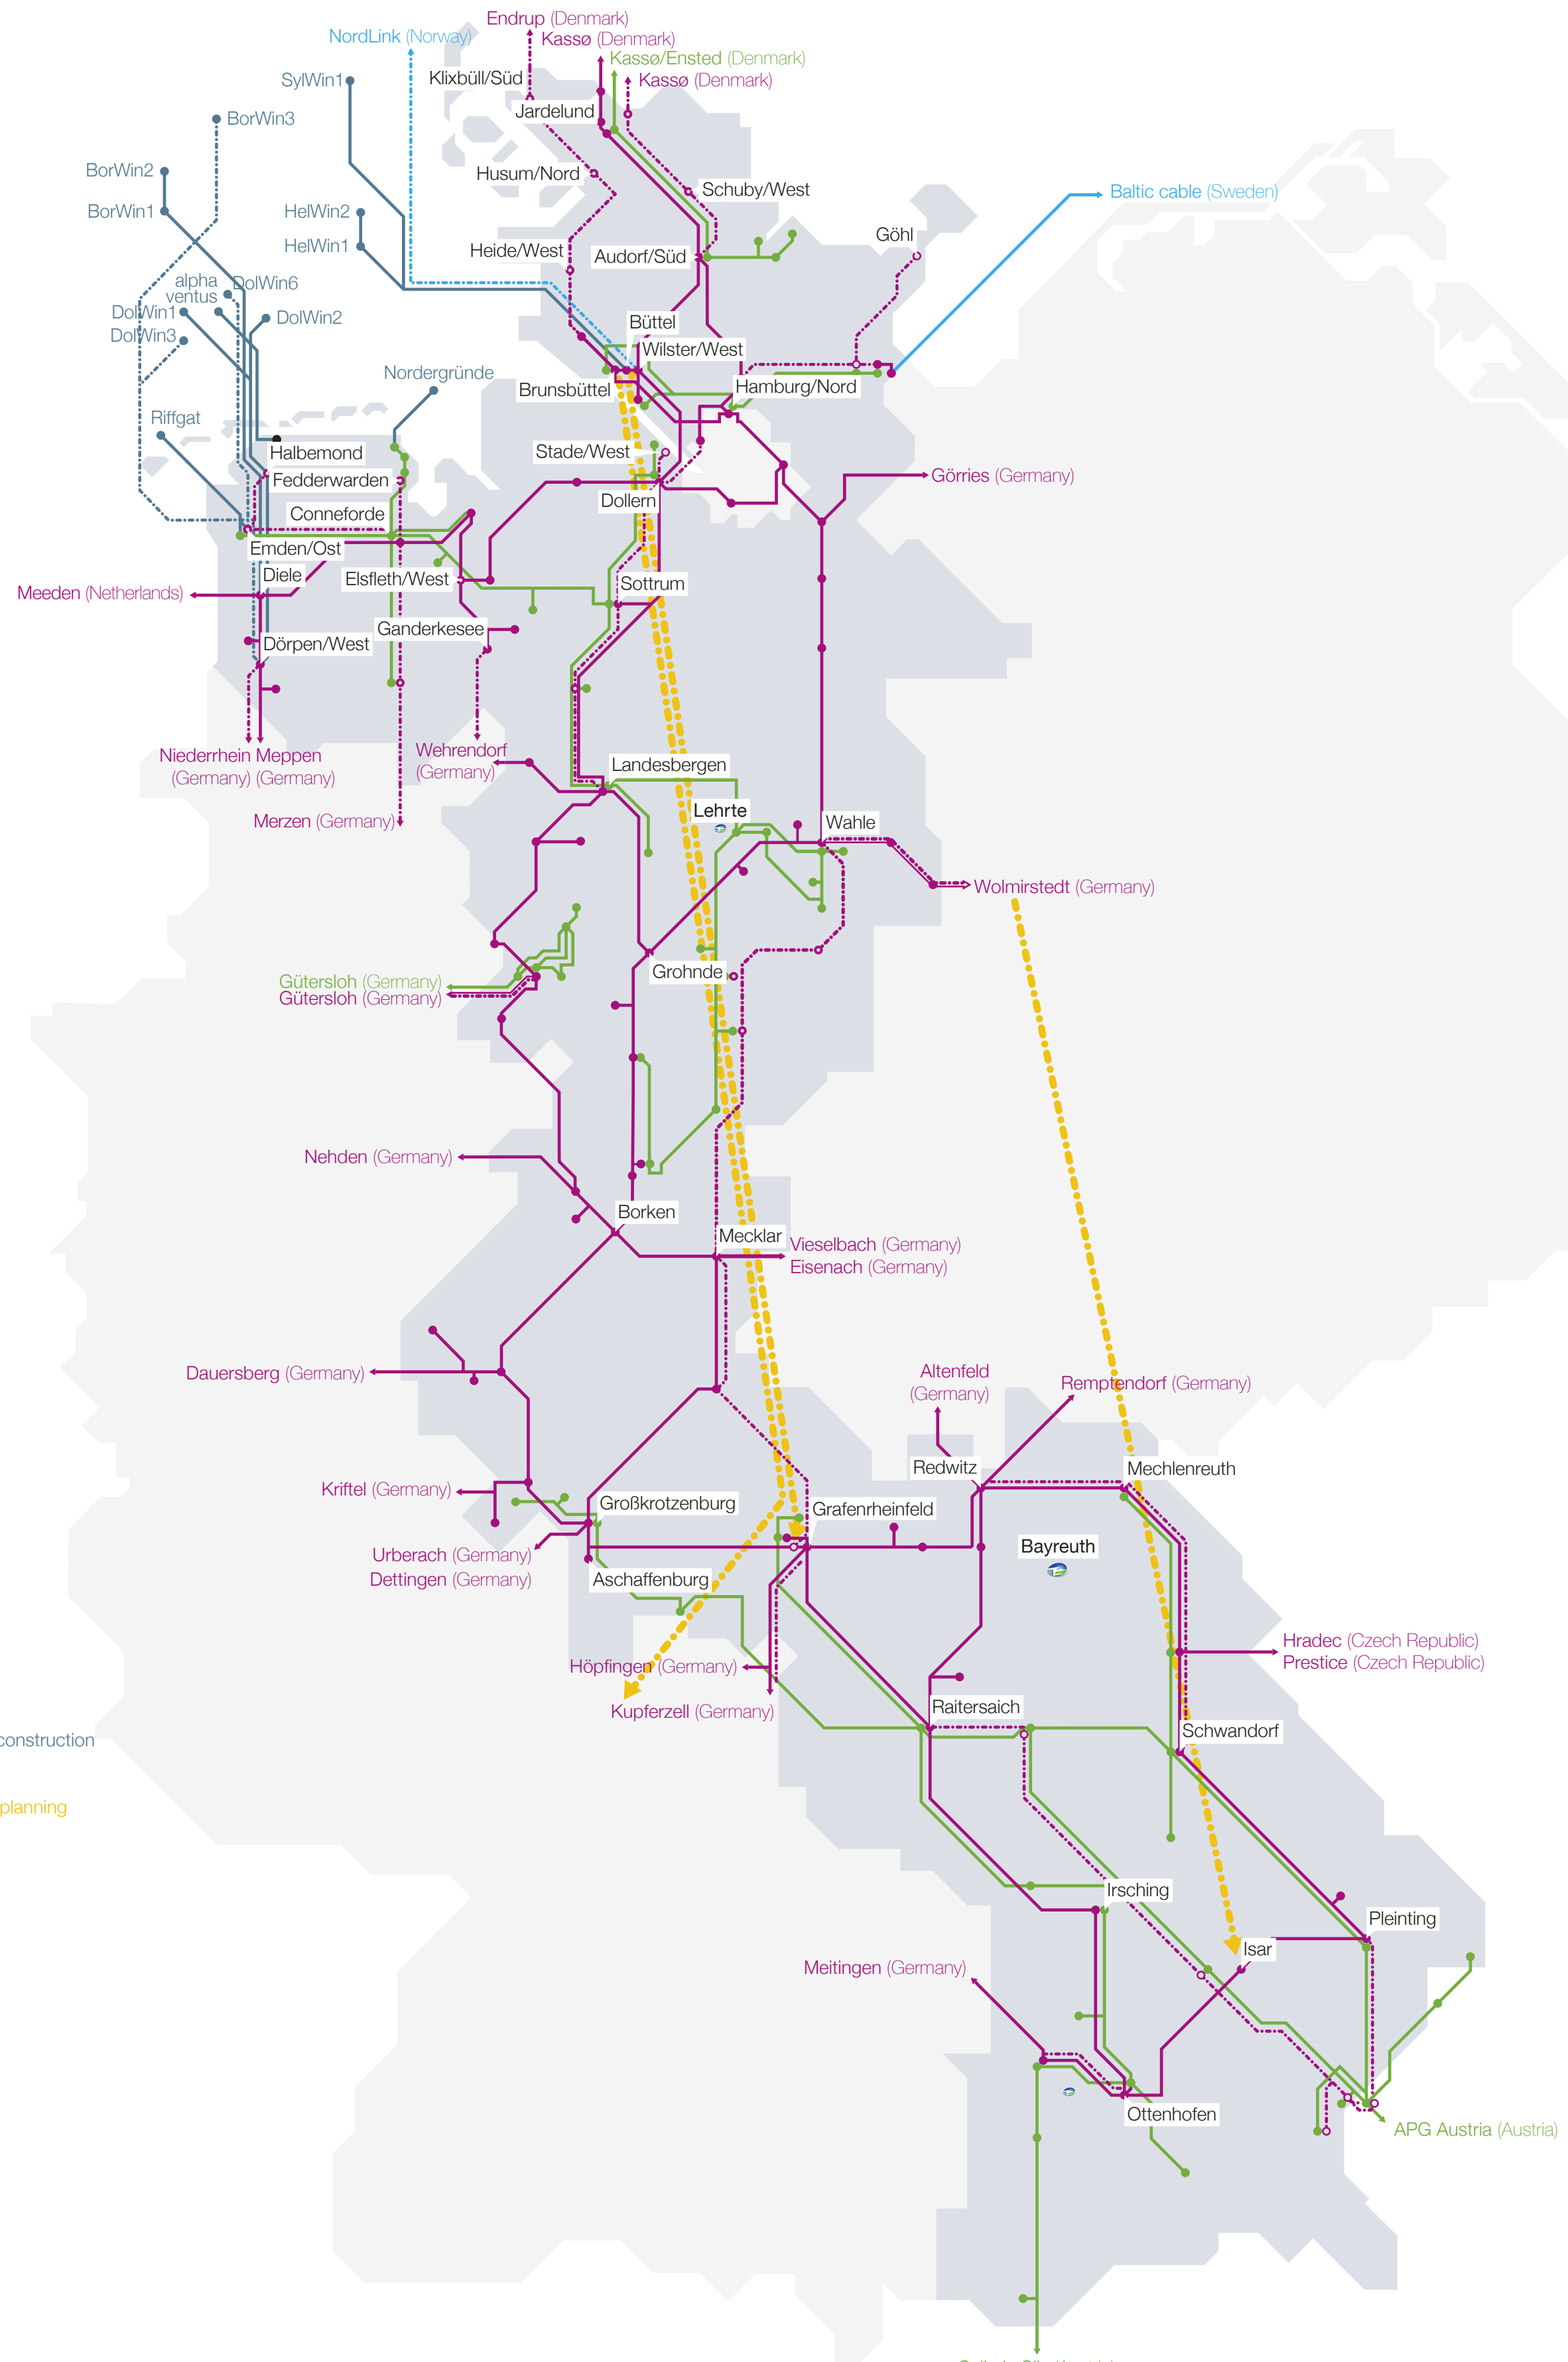 Endrup (Denmark)
NordLink (Norway)
Kassø (Denmark)
Kassø/Ensted (Denmark)
Klixbüll/Süd
SylWin1
Kassø (Denmark)
Jardelund
BorWin3
BorWin2
Husum/Nord
Schuby/West
Baltic cable (Sweden)
BorWin1
HelWin2
HelWin1
Göhl
Heide/West
Audorf/Süd
alpha
ventus
DolWin6
DolWin1
DolWin2
DolWin3
Büttel
Wilster/West
Nordergründe
Brunsbüttel
Hamburg/Nord
Riffgat
Halbemond
Stade/West
Görries (Germany)
Fedderwarden
Dollern
Conneforde
Emden/Ost
Diele
Elsfleth/West
Sottrum
Meeden (Netherlands)
Ganderkesee
Dörpen/West
Niederrhein Meppen
(Germany) (Germany)
Wehrendorf
(Germany)
Landesbergen
Lehrte
Merzen (Germany)
Wahle
Wolmirstedt (Germany)
Grohnde
Gütersloh (Germany)
Gütersloh (Germany)
Nehden (Germany)
Borken
Mecklar
Vieselbach (Germany)
Eisenach (Germany)
Dauersberg (Germany)
Altenfeld
(Germany)
Remptendorf (Germany)
Redwitz
Mechlenreuth
Kriftel (Germany)
Großkrotzenburg
Grafenrheinfeld
Urberach (Germany)
Bayreuth
Dettingen (Germany)
Aschaffenburg
Hradec (Czech Republic)
Prestice (Czech Republic)
Höpfingen (Germany)
Kupferzell (Germany)
Raitersaich
Schwandorf
construction
planning
Irsching
Pleinting
Isar
Meitingen (Germany)
Ottenhofen
APG Austria (Austria)